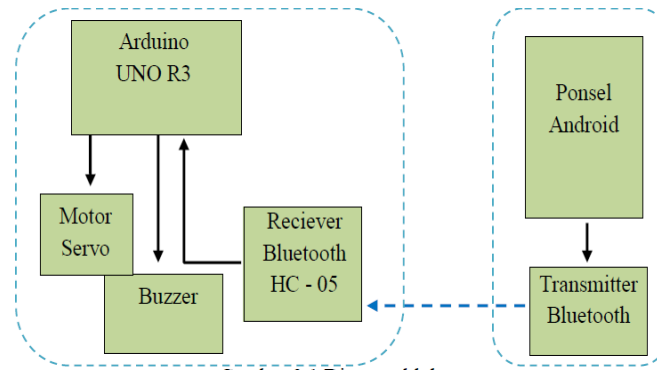 Arduino
UNO R3
Ponsel
Android
Motor
Servo
Reciever
Bluetooth
HC - 05
Buzzer
Transmitter
Bluetooth